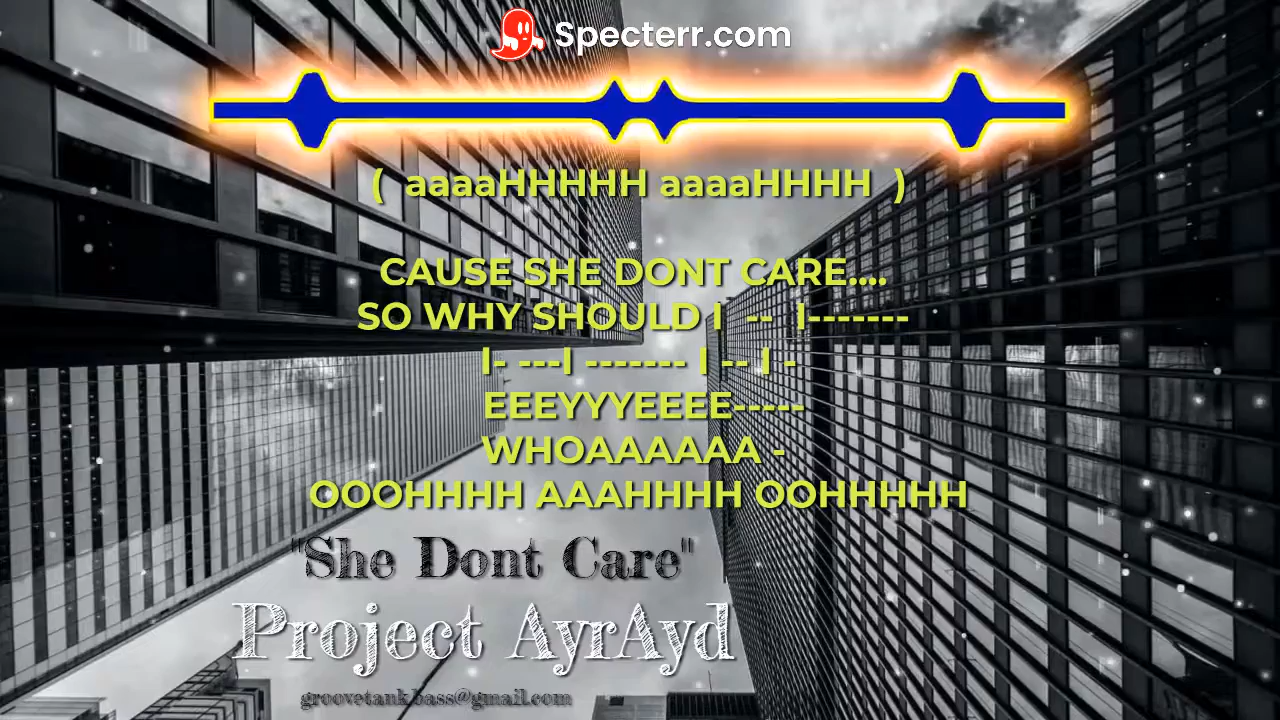 Specterr.com
( aaaaHHHHH aaaaHHHH )
CAUSE SHE DONT CARE....
SO WHY SHOULD I -- I-------
I- ---I ------- I -- I -
EEEYYYEEEE-----
WHOAAAAAA -
OOOHHHH AAAHHHH OOHHHHH
"She Dont Care"
Project AyrAyd
groovetankbass@gmail.com